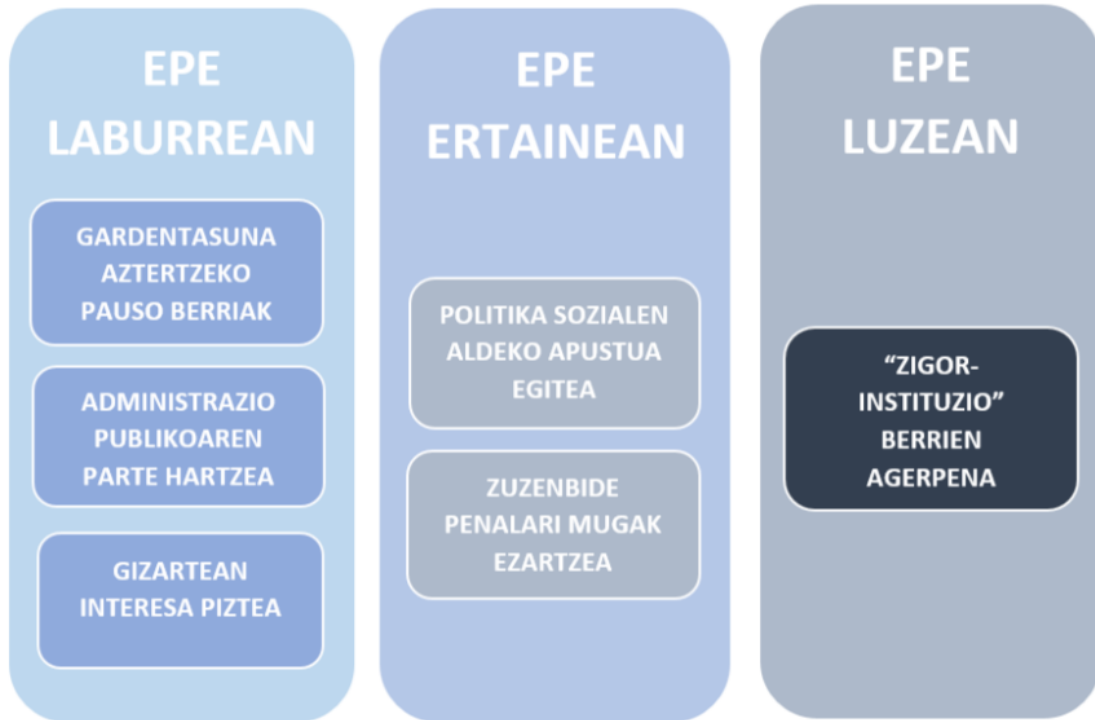 EPE
LABURREAN
GARDENTASUNA
AZTERTZEKO
PAUSO BERRIAK
ADMINISTRAZIO
PUBLIKOAREN
PARTE HARTZEA
GIZARTEAN
INTERESA PIZTEA
EPE
ERTAINEAN
POLITIKA SOZIALEN
ALDEKO APUSTUA
EGITEA
ZUZENBIDE
PENALARI MUGAK
EZARTZEA
EPE
LUZEAN
“ZIGOR-
INSTITUZIO”
BERRIEN
AGERPENA